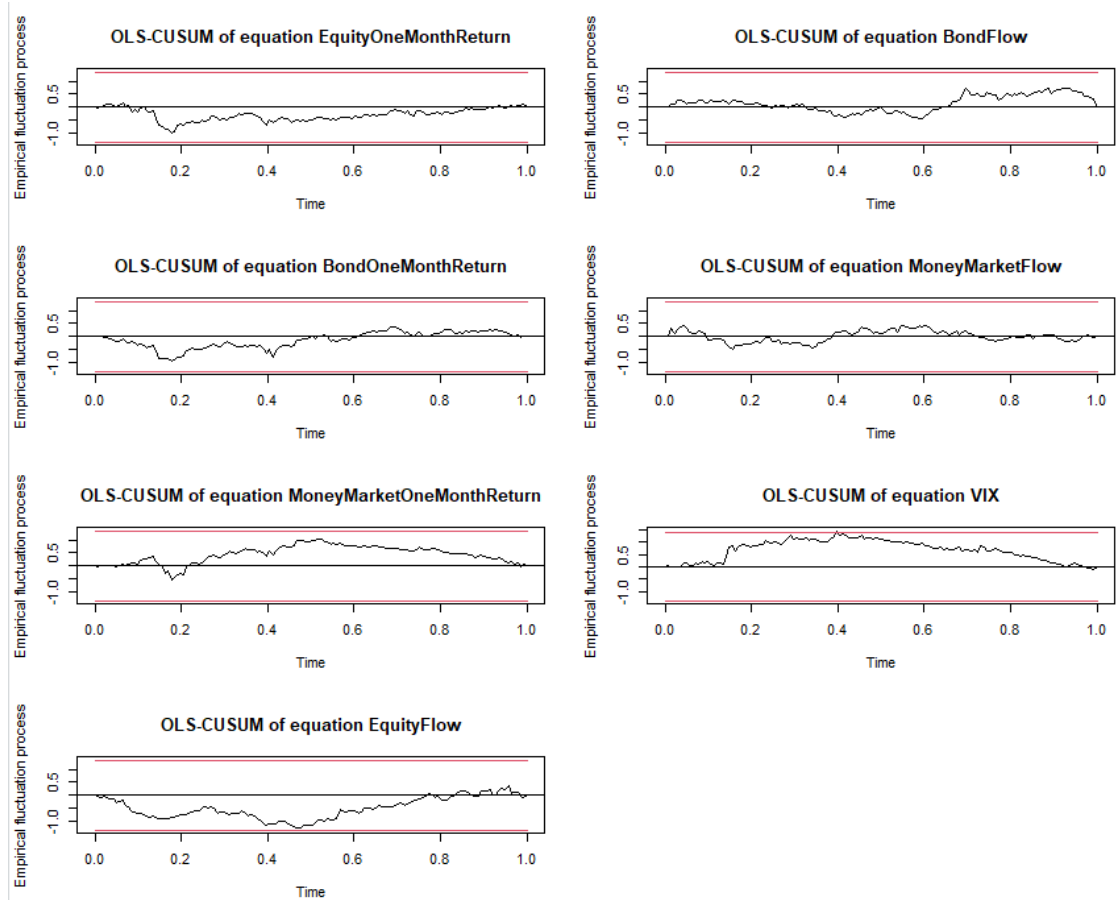 OLS-CUSUM of equation EquityOneMonthReturn
Empirical fluctuation process
0.5
-1.0
0.0 0.2 0.4 0.6 0.8 1.0
Time
OLS-CUSUM of equation BondFlow
Empirical fluctuation process
0.5
-1.0
0.0 0.2 0.4 0.6 0.8 1.0
Time
OLS-CUSUM of equation BondOneMonthReturn
Empirical fluctuation process
0.5
-1.0
0.0 0.2 0.4 0.6 0.8 1.0
Time
OLS-CUSUM of equation MoneyMarketFlow
Empirical fluctuation process
0.5
-1.0
0.0 0.2 0.4 0.6 0.8 1.0
Time
OLS-CUSUM of equation MoneyMarketOneMonthReturn
Empirical fluctuation process
0.5
-1.0
0.0 0.2 0.4 0.6 0.8 1.0
Time
OLS-CUSUM of equation VIX
Empirical fluctuation process
0.5
-1.0
0.0 0.2 0.4 0.6 0.8 1.0
Time
OLS-CUSUM of equation EquityFlow
Empirical fluctuation process
0.5
-1.0
0.0 0.2 0.4 0.6 0.8 1.0
Time